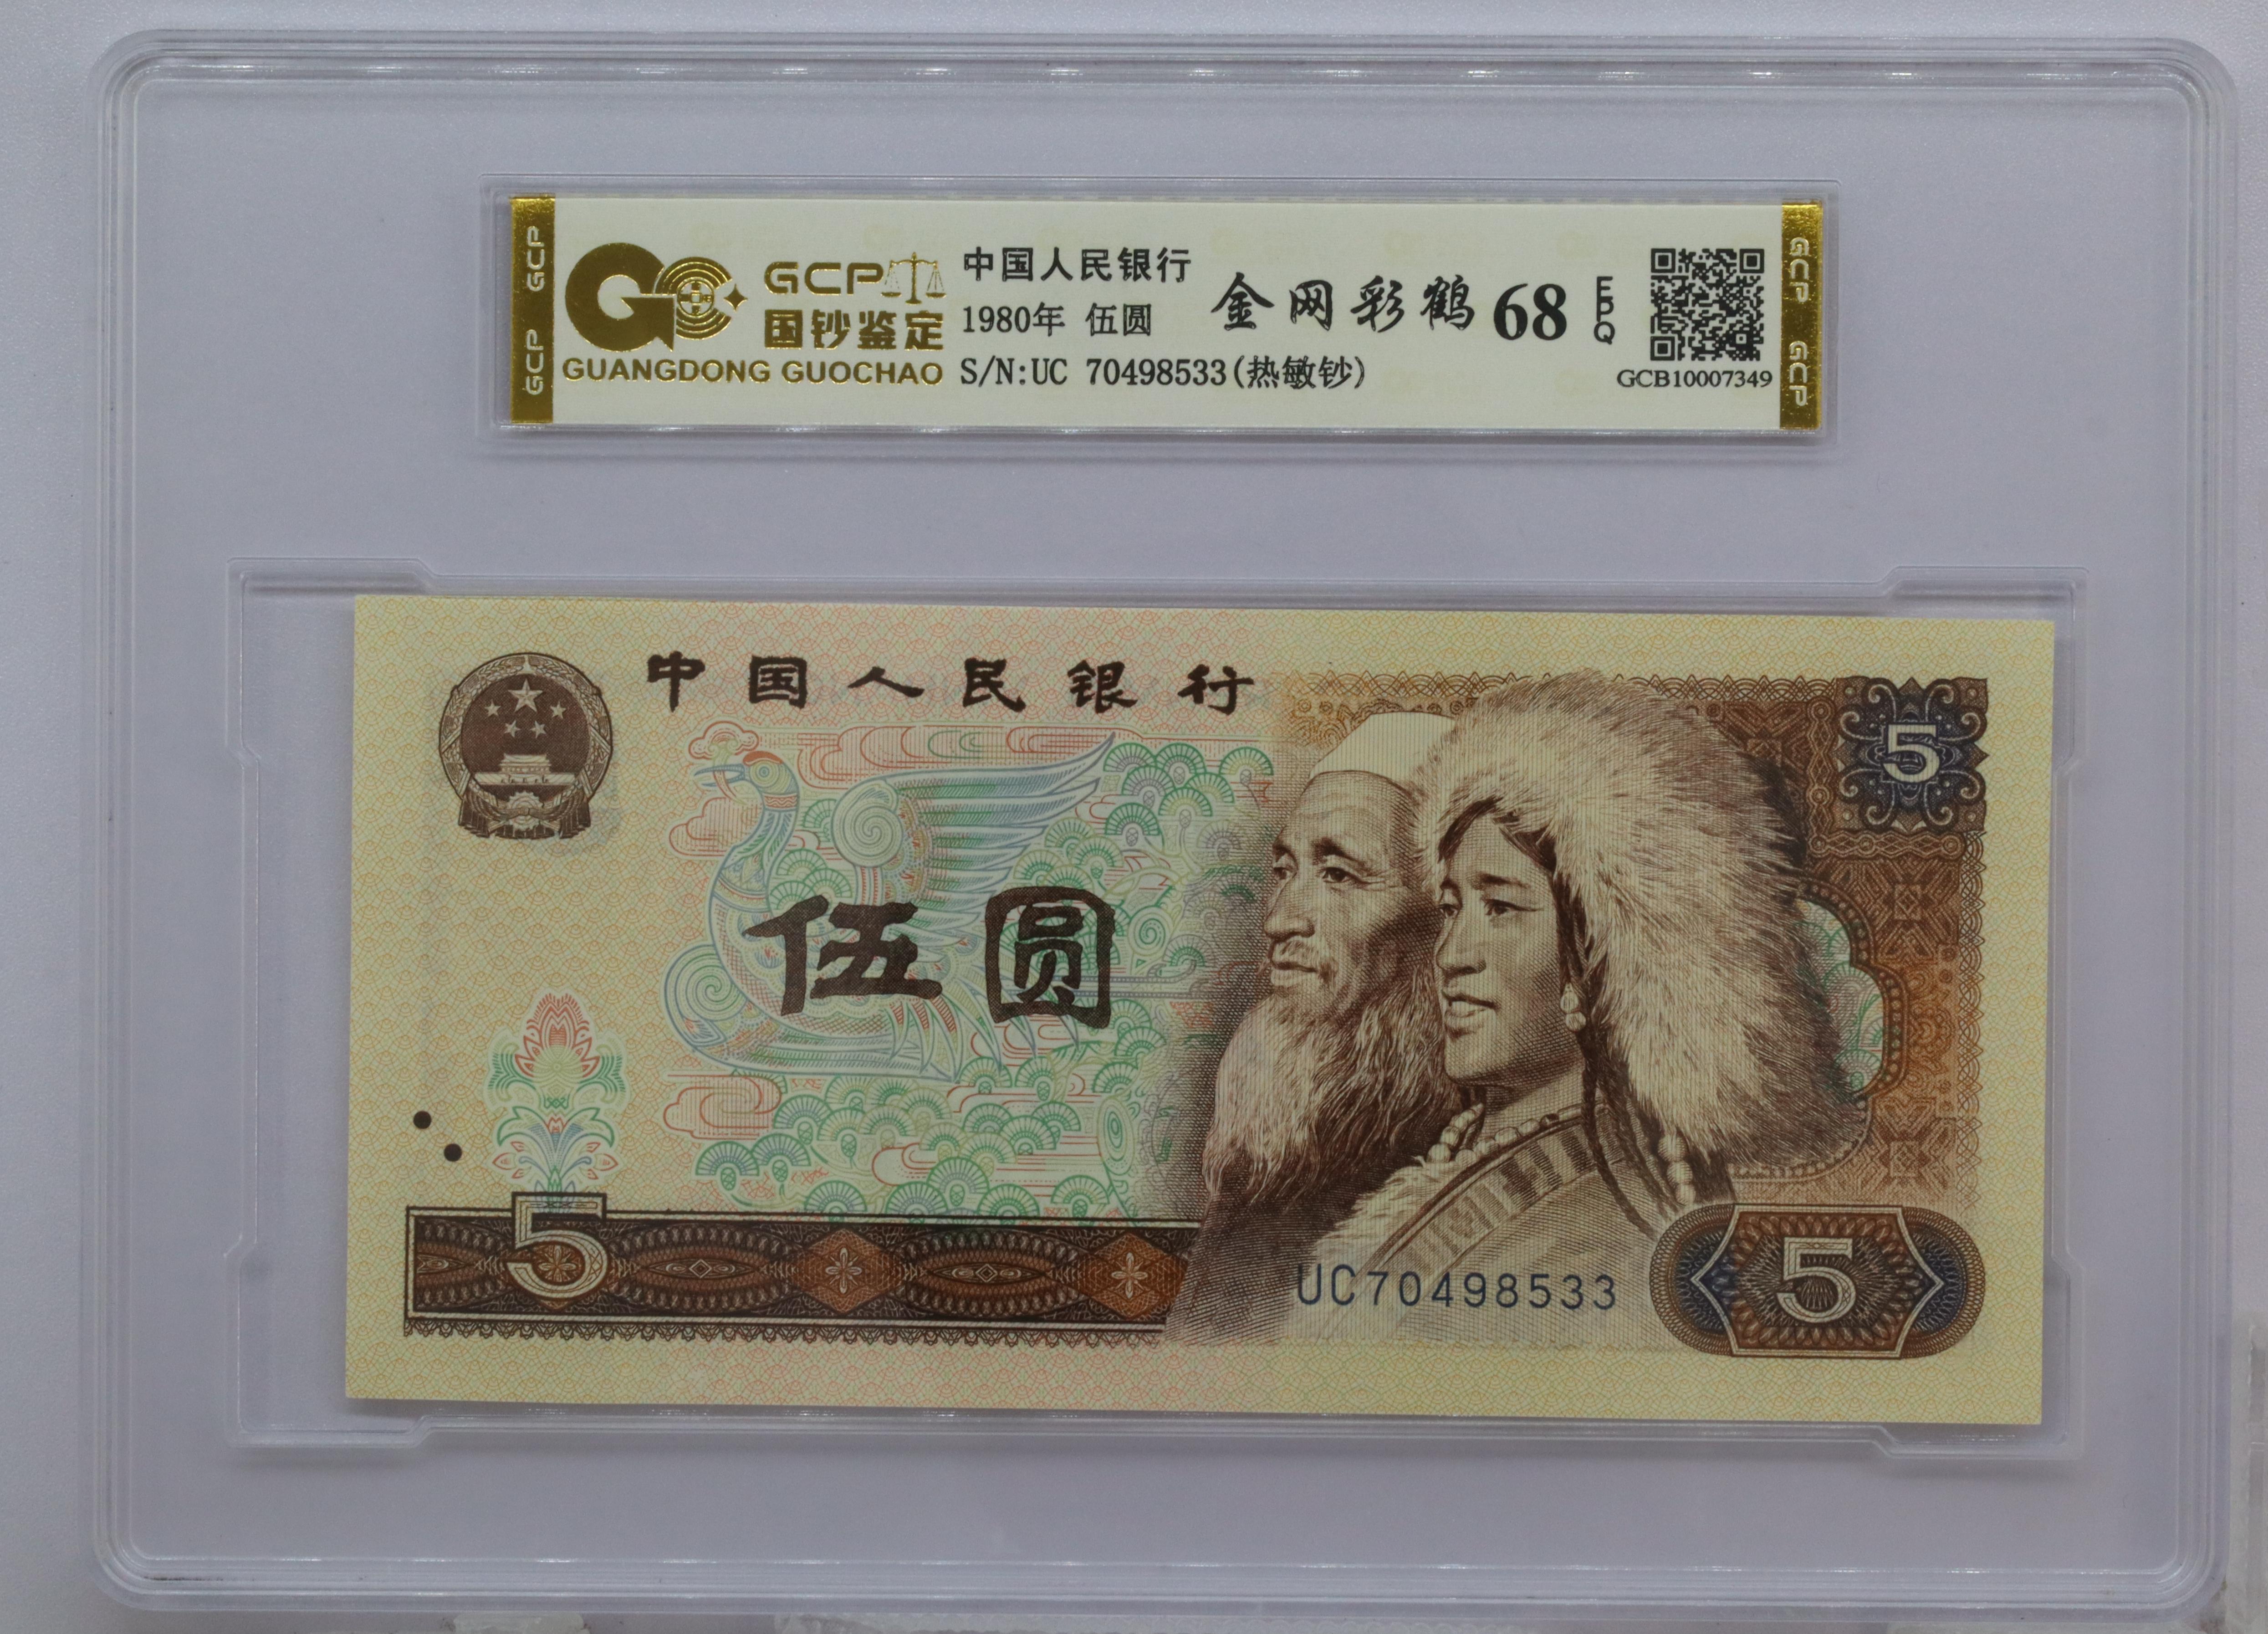 GCP GCP
GCP
国钞鉴定
GUANGDONG GUOCHAO
中国人民银行
1980年 伍圆
S/N:UC 70498533(热敏钞)
金网彩鹤 68 EPQ
GCB10007349
GCP GCP
中国人民银行
5
伍圆
5
UC70498533
5